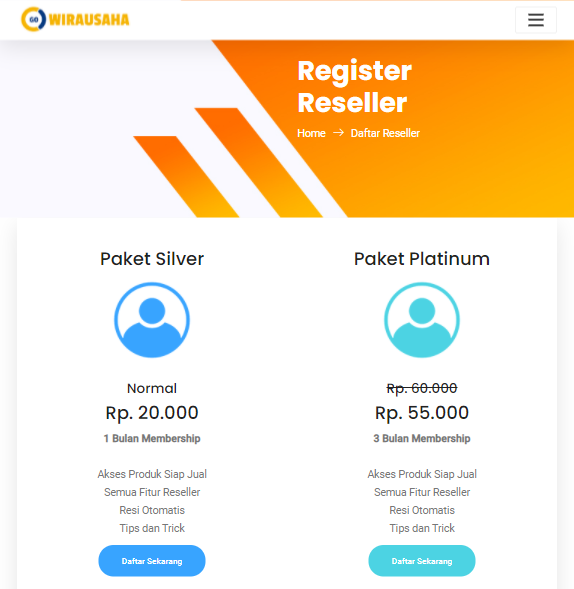 GO WIRAUSAHA
Register
Reseller
Home → Daftar Reseller
Paket Silver
Normal
Rp. 20.000
1 Bulan Membership
Akses Produk Siap Jual
Semua Fitur Reseller
Resi Otomatis
Tips dan Trick
Daftar Sekarang
Paket Platinum
Rp. 60.000
Rp. 55.000
3 Bulan Membership
Akses Produk Siap Jual
Semua Fitur Reseller
Resi Otomatis
Tips dan Trick
Daftar Sekarang